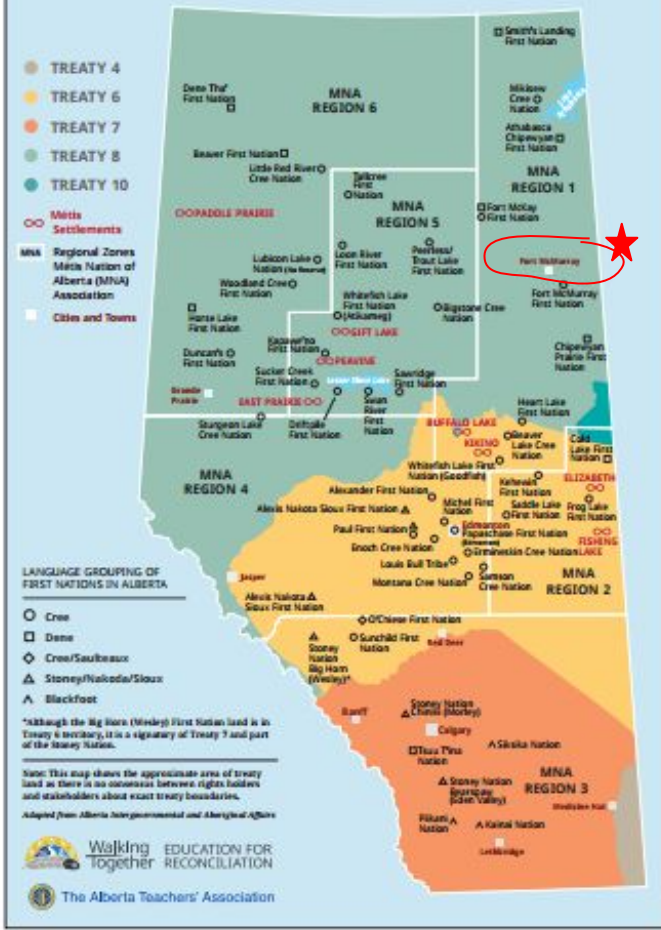 TREATY 4
TREATY 6
TREATY 7
TREATY 8
TREATY 10
Métis
Settlements
MNA Regional Zones
Métis Nation of
Alberta (MNA)
Association
Cities and Towns
Smith's Landing
First Nation
Dene Tha'
First Nation
MNA
REGION 6
Mikisew
Cree
Nation
Athabasca
Chipewyan
First Nation
Beaver First Nation
Little Red River
Cree Nation
Tallcree
First
Nation
MNA
REGION 1
PADDLE PRAIRIE
MNA
REGION 5
Fort McKay
First Nation
Lubicon Lake
Nation (No Reserve)
Loon River
First Nation
Peerless/
Trout Lake
First Nation
Fort McMurray
Woodland Cree
First Nation
Whitefish Lake
First Nation
(Atikameg)
Bigstone Cree
Nation
Fort McMurray
First Nation
Horse Lake
First Nation
GIFT LAKE
Kapawe'no
First Nation
Chipewyan
Prairie First
Nation
Duncan's
First Nation
PEAVINE
Sucker Creek
First Nation
Lesser Slave Lake
Sawridge
First Nation
Grande
Prairie
EAST PRAIRIE
Heart Lake
First Nation
Sturgeon Lake
Cree Nation
Driftpile
First Nation
Swan
River
First
Nation
BUFFALO LAKE
KIKINO
Beaver
Lake Cree
Nation
Cold
Lake First
Nation
MNA
REGION 4
Whitefish Lake First
Nation (Goodfish)
Kehewin
First Nation
ELIZABETH
Alexander First Nation
Michel First
Nation
Saddle Lake
First Nation
Frog Lake
First Nation
Alexis Nakota Sioux First Nation
Paul First Nation
Edmonton
Papaschase First Nation
Enoch Cree Nation
Ermineskin Cree Nation
FISHING
LAKE
Louis Bull Tribe
Montana Cree Nation
Samson
Cree Nation
MNA
REGION 2
Jasper
Alexis Nakota
Sioux First Nation
O'Chiese First Nation
Stoney
Nation
Big Horn
(Wesley)*
Sunchild First
Nation
Red Deer
LANGUAGE GROUPING OF
FIRST NATIONS IN ALBERTA
Cree
Dene
Cree/Saulteaux
Stoney/Nakoda/Sioux
Blackfoot
*Although the Big Horn (Wesley) First Nation land is in
Treaty 6 territory, it is a signatory of Treaty 7 and part
of the Stoney Nation.
Note: This map shows the approximate area of treaty
land as there is no consensus between rights holders
and stakeholders about exact treaty boundaries.
Adapted from: Alberta Intergovernmental and Aboriginal Affairs
Banff
Stoney Nation
Chiniki (Morley)
Calgary
Tsuu T'ina
Nation
Siksika Nation
Stoney Nation
Bearspaw
(Eden Valley)
MNA
REGION 3
Medicine Hat
Piikani
Nation
Kainai Nation
Lethbridge
Walking
Together
EDUCATION FOR
RECONCILIATION
The Alberta Teachers' Association